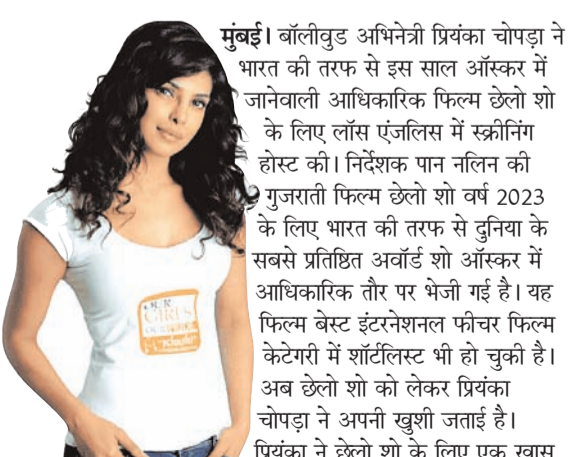 मुंबई। बॉलीवुड अभिनेत्री प्रियंका चोपड़ा ने
भारत की तरफ से इस साल ऑस्कर में
जानेवाली आधिकारिक फिल्म छेलो शो
के लिए लॉस एंजलिस में स्क्रीनिंग
होस्ट की। निर्देशक पान नलिन की
गुजराती फिल्म छेलो शो वर्ष 2023
के लिए भारत की तरफ से दुनिया के
सबसे प्रतिष्ठित अवॉर्ड शो ऑस्कर में
आधिकारिक तौर पर भेजी गई है। यह
फिल्म बेस्ट इंटरनेशनल फीचर फिल्म
केटेगरी में शॉर्टलिस्ट भी हो चुकी है।
अब छेलो शो को लेकर प्रियंका
चोपड़ा ने अपनी खुशी जताई है।
प्रियंका ने छेलो शो के लिए एक खास
GIRLS